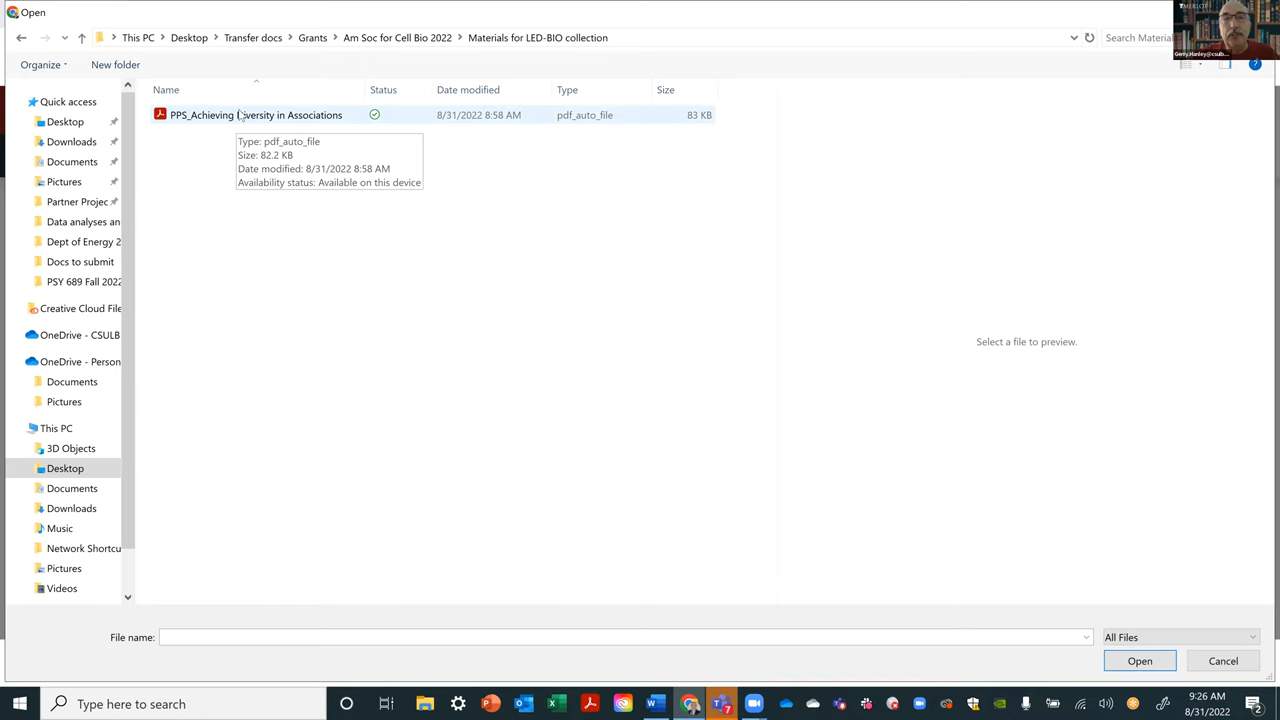 Open
MERLOT
This PC > Desktop > Transfer docs > Grants > Am Soc for Cell Bio 2022 > Materials for LED-BIO collection
Search Material
Gerry.Hanley@csulb....
Organize
New folder
Name
Status
Date modified
Type
Size
Quick access
PPS_Achieving Diversity in Associations
8/31/2022 8:58 AM
pdf_auto_file
83 KB
Desktop
Type: pdf_auto_file
Downloads
Size: 82.2 KB
Documents
Date modified: 8/31/2022 8:58 AM
Pictures
Availability status: Available on this device
Partner Projec
Data analyses an
Dept of Energy 2
Docs to submit
PSY 689 Fall 2022
Creative Cloud File
OneDrive - CSULB
Select a file to preview.
OneDrive - Person
Documents
Pictures
This PC
3D Objects
Desktop
Documents
Downloads
Music
Network Shortcu
Pictures
Videos
File name:
All Files
Open
Cancel
Type here to search
9:26 AM
8/31/2022
2